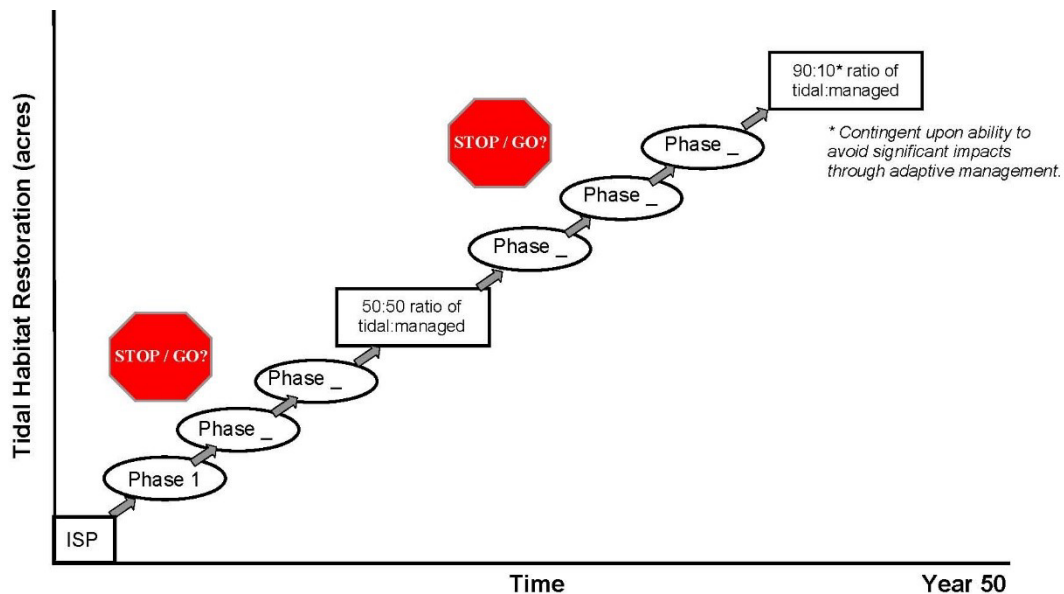 Tidal Habitat Restoration (acres)
90:10* ratio of
tidal:managed
* Contingent upon ability to
avoid significant impacts
through adaptive management.
STOP / GO?
Phase _
Phase _
Phase _
50:50 ratio of
tidal:managed
STOP / GO?
Phase _
Phase _
Phase 1
ISP
Time
Year 50